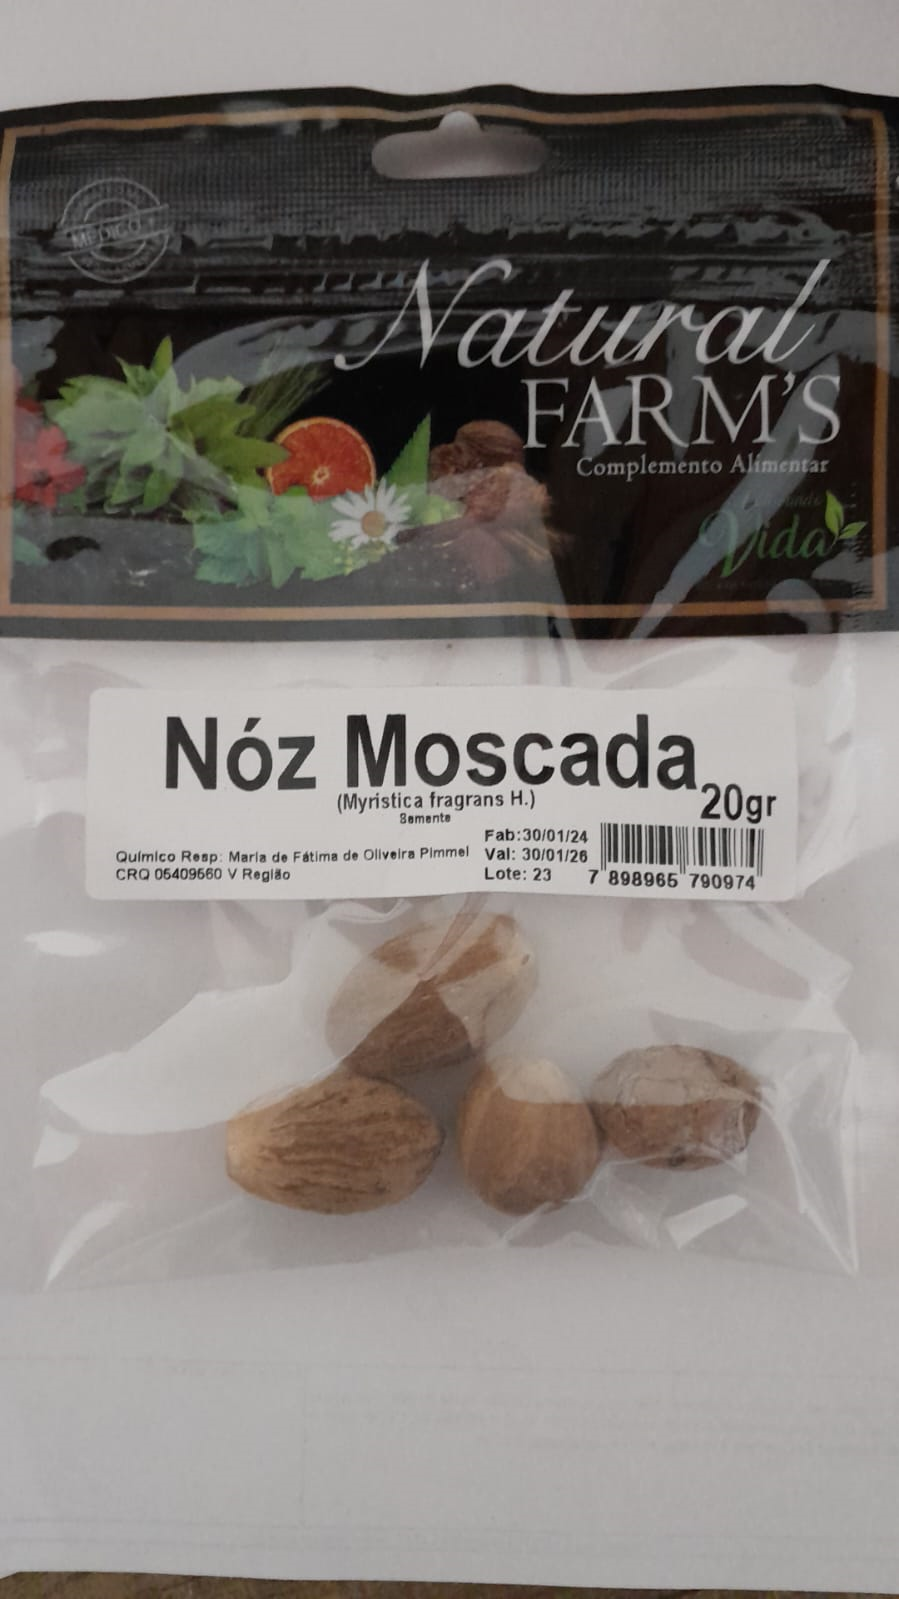 MEDICO
Natural
FARM'S
Complemento Alimentar
Vida
Nóz Moscada
20gr
(Myristica fragrans H.)
Semente
Químico Resp: Maria de Fátima de Oliveira Pimmel
CRQ 05409560 V Região
Fab:30/01/24
Val: 30/01/26
Lote: 23
7 898965 790974